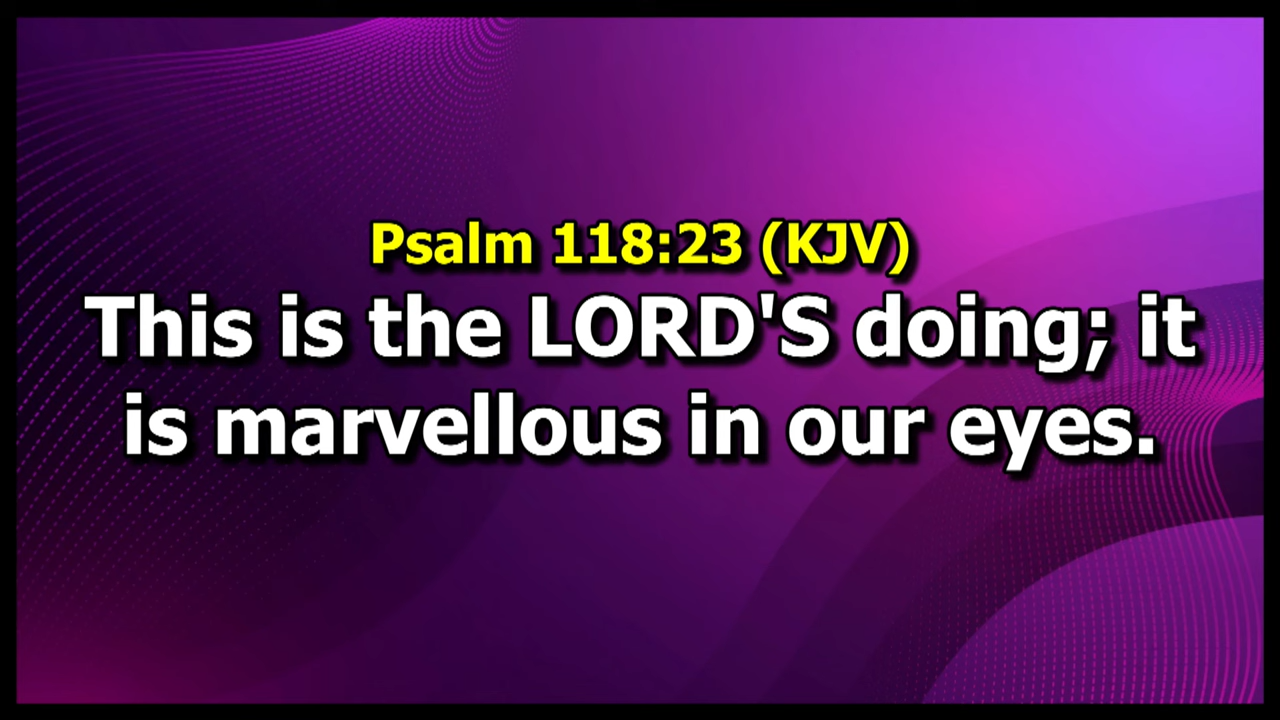 Psalm 118:23 (KJV)
This is the LORD'S doing; it
is marvellous in our eyes.